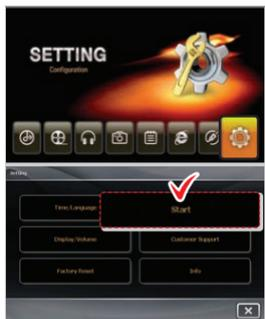 SETTING
Configuration
Setting
Time/Language
Start
Display/Volume
Customer Support
Factory Reset
Info